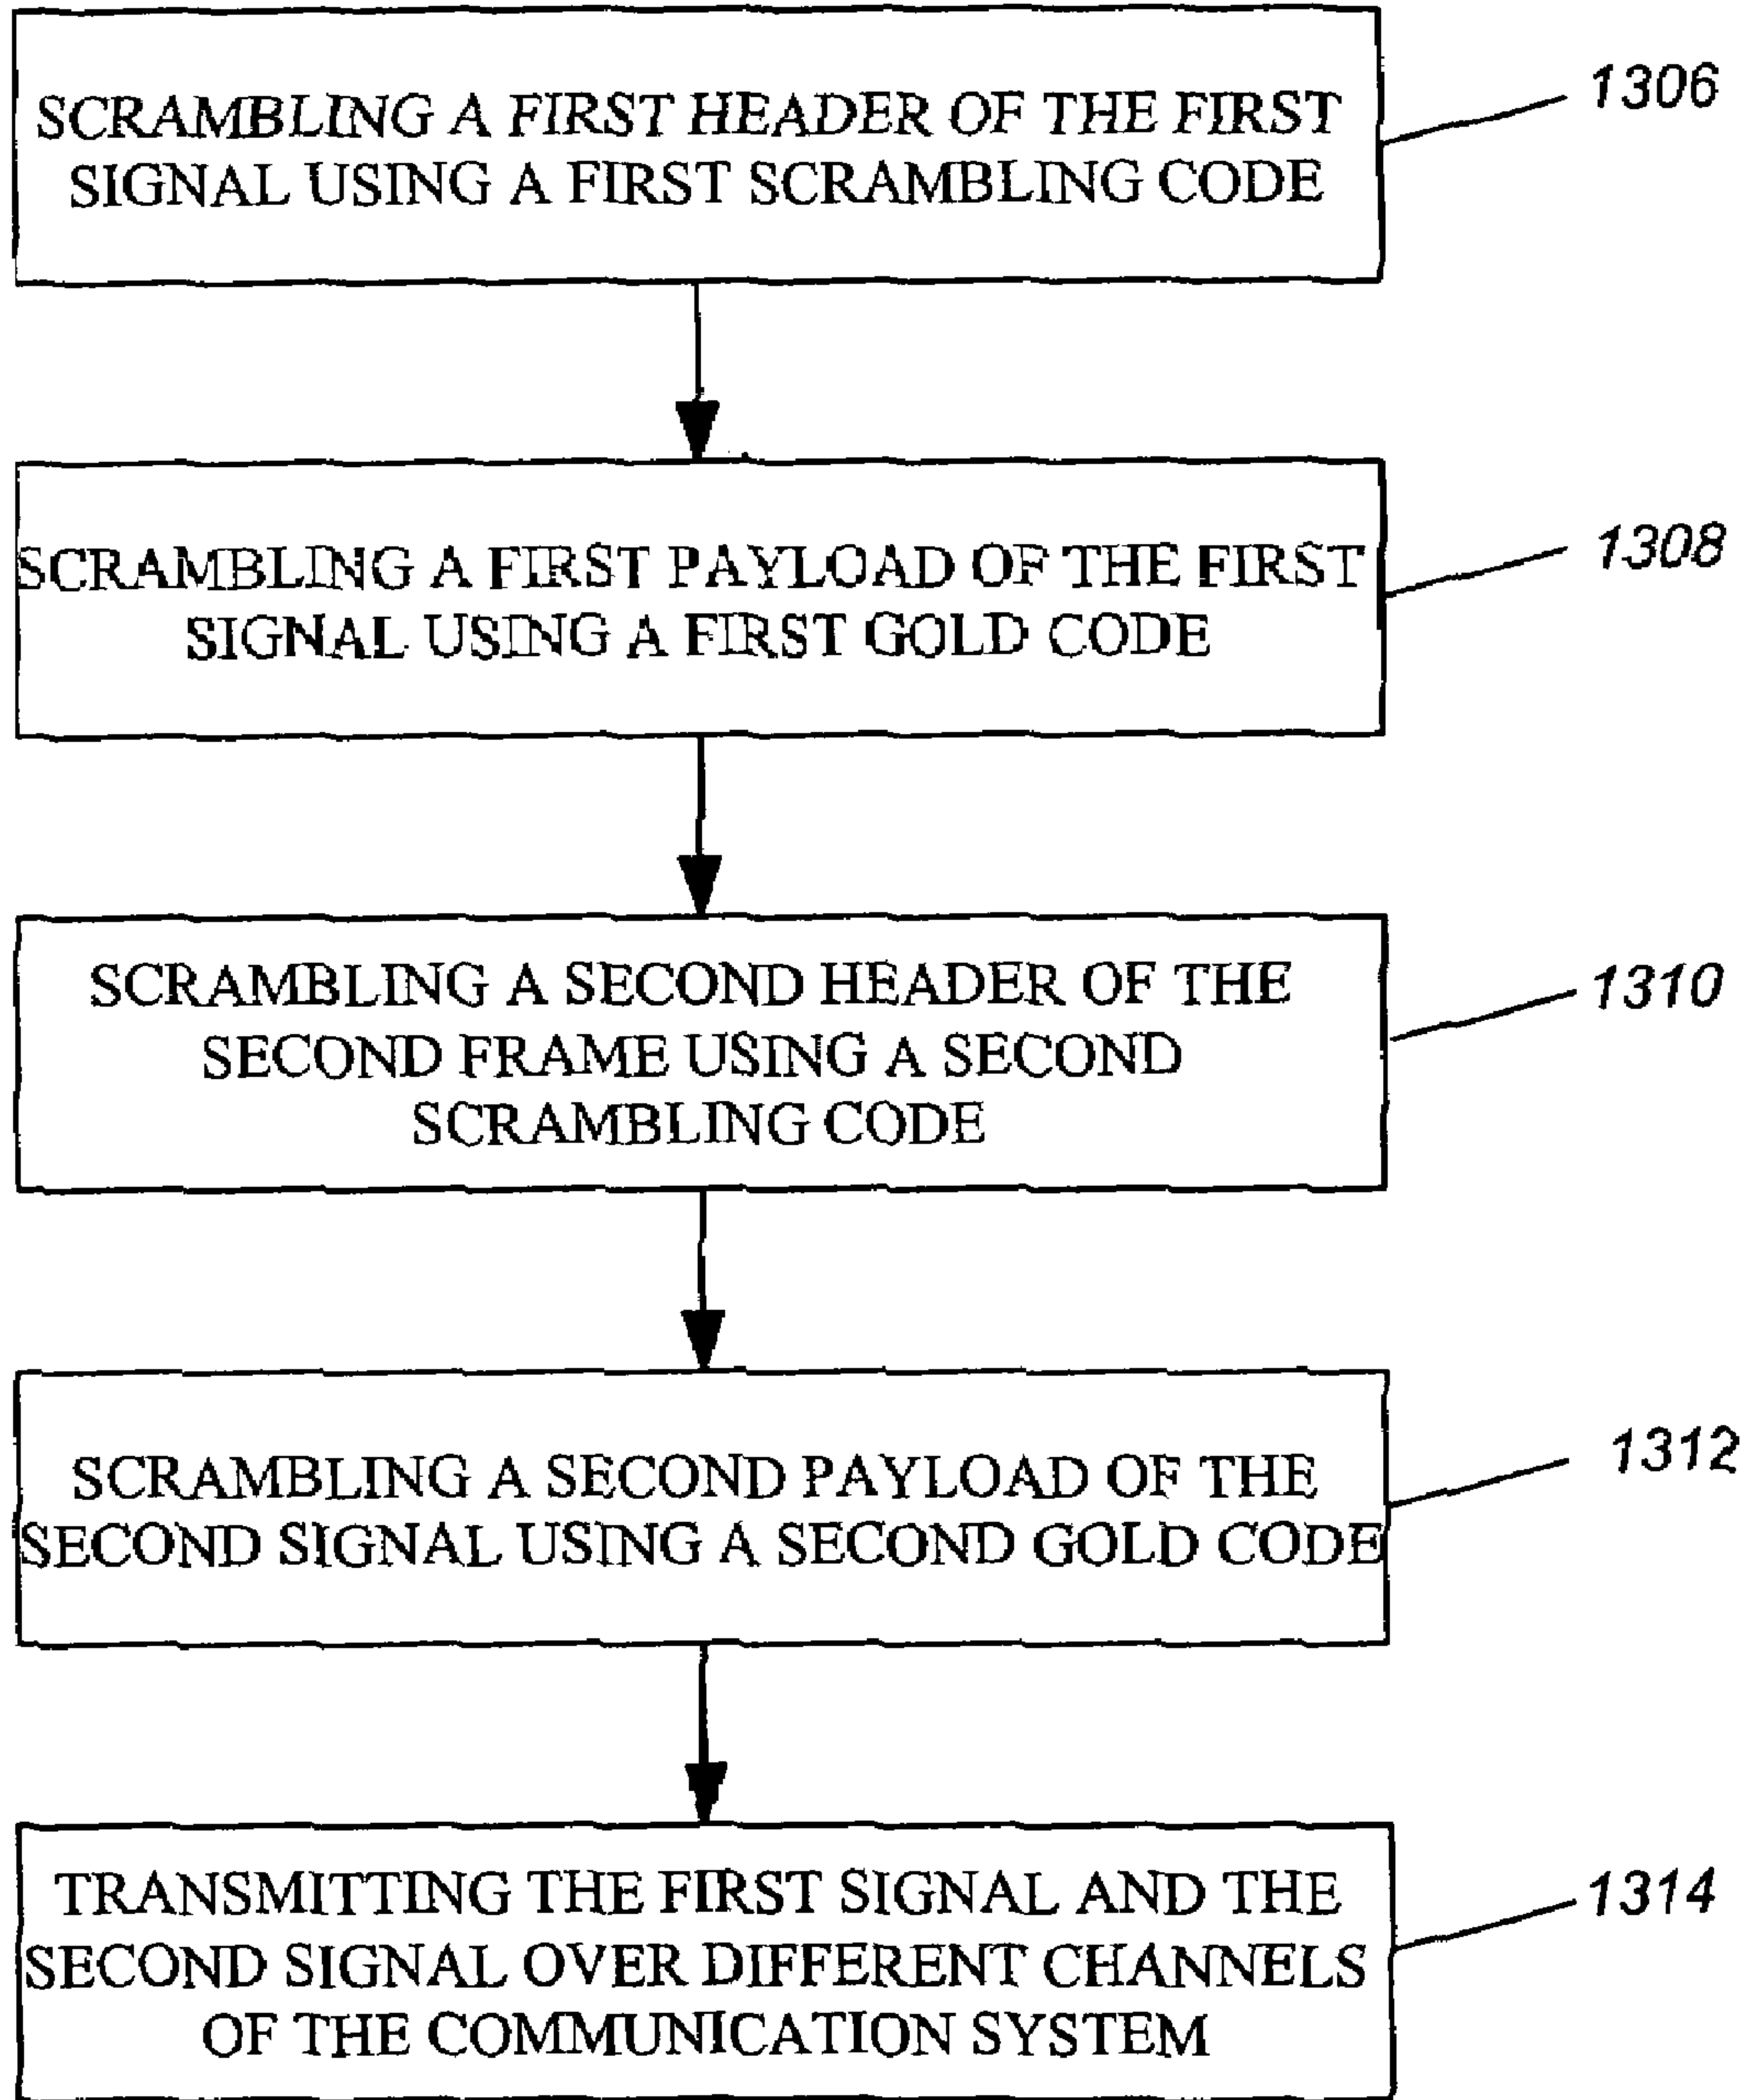 SCRAMBLING A FIRST HEADER OF THE FIRST
SIGNAL USING A FIRST SCRAMBLING CODE
1306
SCRAMBLING A FIRST PAYLOAD OF THE FIRST
SIGNAL USING A FIRST GOLD CODE
1308
SCRAMBLING A SECOND HEADER OF THE
SECOND FRAME USING A SECOND
SCRAMBLING CODE
1310
SCRAMBLING A SECOND PAYLOAD OF THE
SECOND SIGNAL USING A SECOND GOLD CODE
1312
TRANSMITTING THE FIRST SIGNAL AND THE
SECOND SIGNAL OVER DIFFERENT CHANNELS
OF THE COMMUNICATION SYSTEM
1314